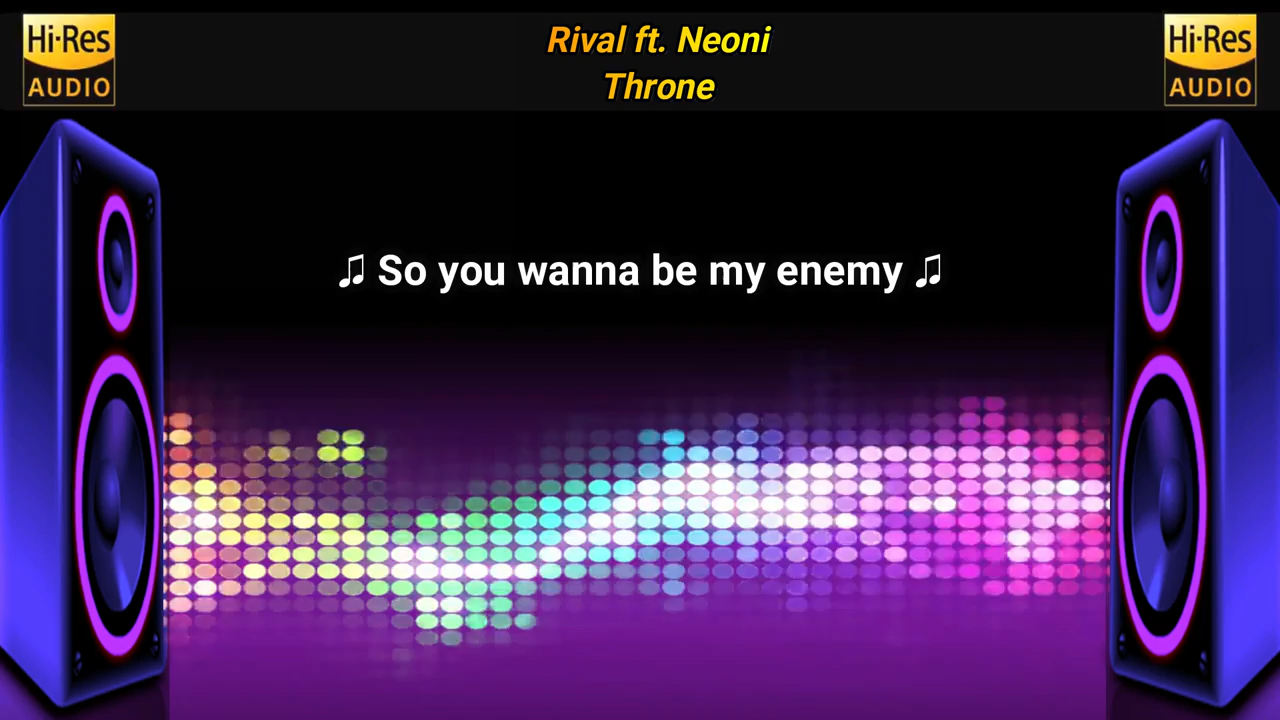 Hi-Res
AUDIO
Rival ft. Neoni
Throne
Hi-Res
AUDIO
♫ So you wanna be my enemy ♫